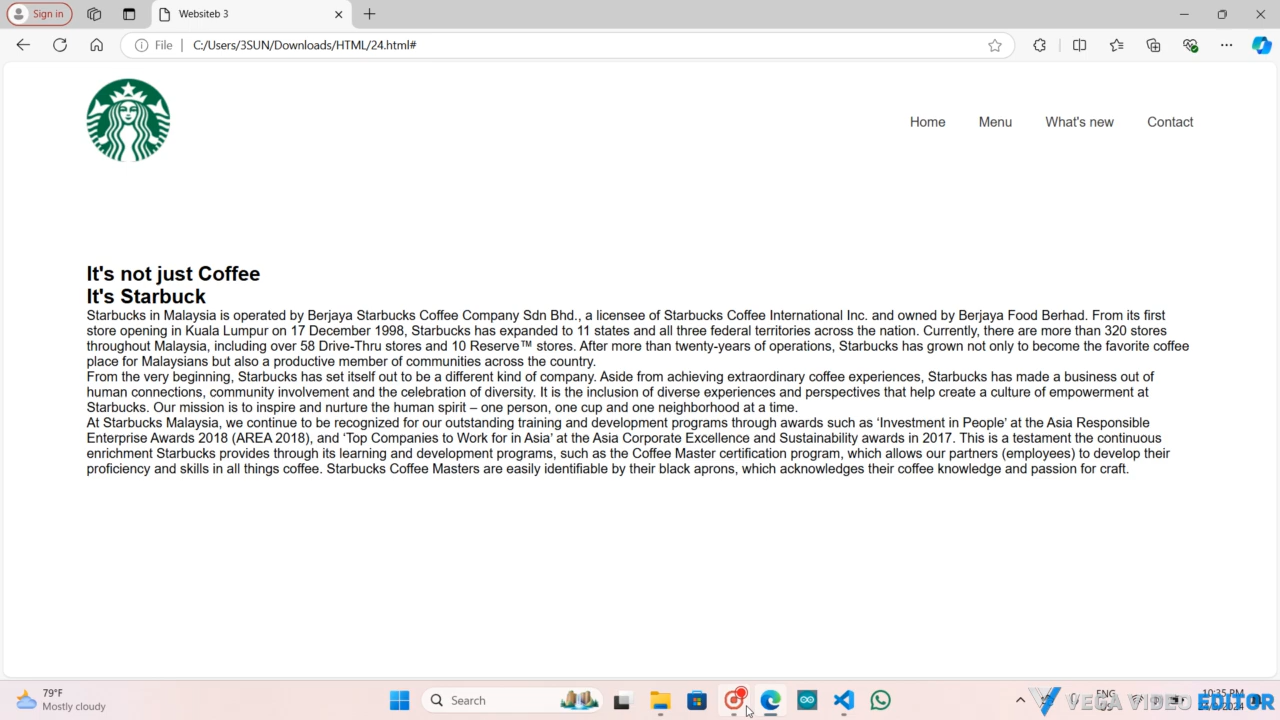 Sign in
Websiteb 3
File
C:/Users/3SUN/Downloads/HTML/24.html#
Home
Menu
What's new
Contact
It's not just Coffee
It's Starbuck
Starbucks in Malaysia is operated by Berjaya Starbucks Coffee Company Sdn Bhd., a licensee of Starbucks Coffee International Inc. and owned by Berjaya Food Berhad. From its first
store opening in Kuala Lumpur on 17 December 1998, Starbucks has expanded to 11 states and all three federal territories across the nation. Currently, there are more than 320 stores
throughout Malaysia, including over 58 Drive-Thru stores and 10 Reserve™ stores. After more than twenty-years of operations, Starbucks has grown not only to become the favorite coffee
place for Malaysians but also a productive member of communities across the country.
From the very beginning, Starbucks has set itself out to be a different kind of company. Aside from achieving extraordinary coffee experiences, Starbucks has made a business out of
human connections, community involvement and the celebration of diversity. It is the inclusion of diverse experiences and perspectives that help create a culture of empowerment at
Starbucks. Our mission is to inspire and nurture the human spirit – one person, one cup and one neighborhood at a time.
At Starbucks Malaysia, we continue to be recognized for our outstanding training and development programs through awards such as ‘Investment in People’ at the Asia Responsible
Enterprise Awards 2018 (AREA 2018), and ‘Top Companies to Work for in Asia’ at the Asia Corporate Excellence and Sustainability awards in 2017. This is a testament the continuous
enrichment Starbucks provides through its learning and development programs, such as the Coffee Master certification program, which allows our partners (employees) to develop their
proficiency and skills in all things coffee. Starbucks Coffee Masters are easily identifiable by their black aprons, which acknowledges their coffee knowledge and passion for craft.
79°F
Mostly cloudy
Search
ENG
10:35 PM
VEGA VIDEO EDITOR